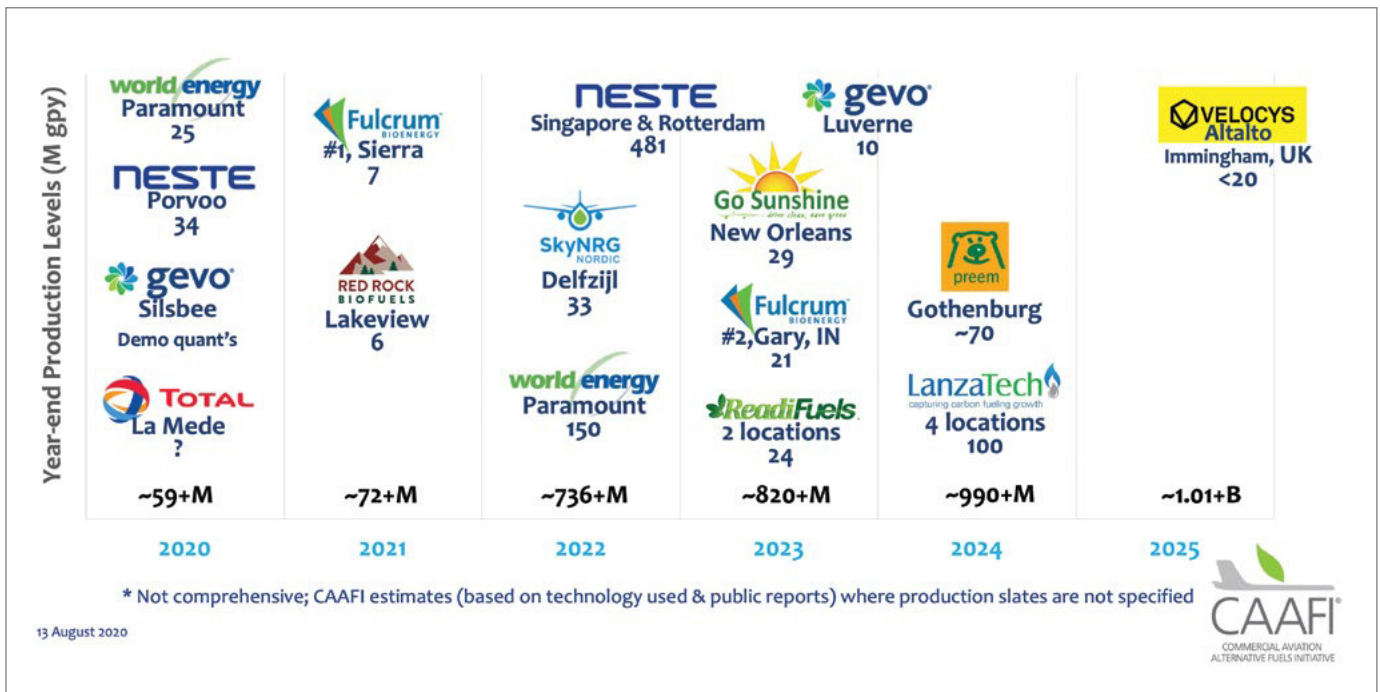 Year-end Production Levels (M gpy)
world energy
Paramount
25
NESTE
Porvoo
34
gevo®
Silsbee
Demo quant's
TOTAL
La Mede
?
~59+M
2020
Fulcrum
BIOENERGY
#1, Sierra
7
RED ROCK
BIOFUELS
Lakeview
6
~72+M
2021
NESTE
Singapore & Rotterdam
481
SkyNRG
NORDIC
Delfzijl
33
world energy
Paramount
150
~736+M
2022
gevo®
Luverne
10
Go Sunshine
drive clean, save green
New Orleans
29
Fulcrum
BIOENERGY
#2,Gary, IN
21
ReadiFuels
2 locations
24
~820+M
2023
preem
Gothenburg
~70
LanzaTech
capturing carbon fueling growth
4 locations
100
~990+M
2024
VELOCYS
Altalto
Immingham, UK
<20
~1.01+B
2025
* Not comprehensive; CAAFI estimates (based on technology used & public reports) where production slates are not specified
13 August 2020
CAAFI®
COMMERCIAL AVIATION
ALTERNATIVE FUELS INITIATIVE